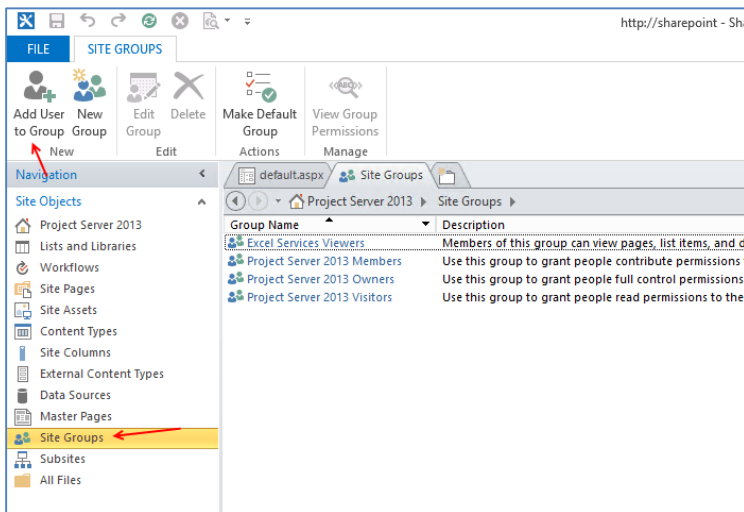 http://sharepoint - Sha
FILE SITE GROUPS
Add User to Group
New Group
Edit Group
Delete
Make Default Group
View Group Permissions
New Edit Actions Manage
Navigation
default.aspx Site Groups
Site Objects
Project Server 2013 Site Groups
Project Server 2013
Lists and Libraries
Workflows
Site Pages
Site Assets
Content Types
Site Columns
External Content Types
Data Sources
Master Pages
Site Groups
Subsites
All Files
Group Name Description
Excel Services Viewers Members of this group can view pages, list items, and d
Project Server 2013 Members Use this group to grant people contribute permissions
Project Server 2013 Owners Use this group to grant people full control permissions
Project Server 2013 Visitors Use this group to grant people read permissions to the